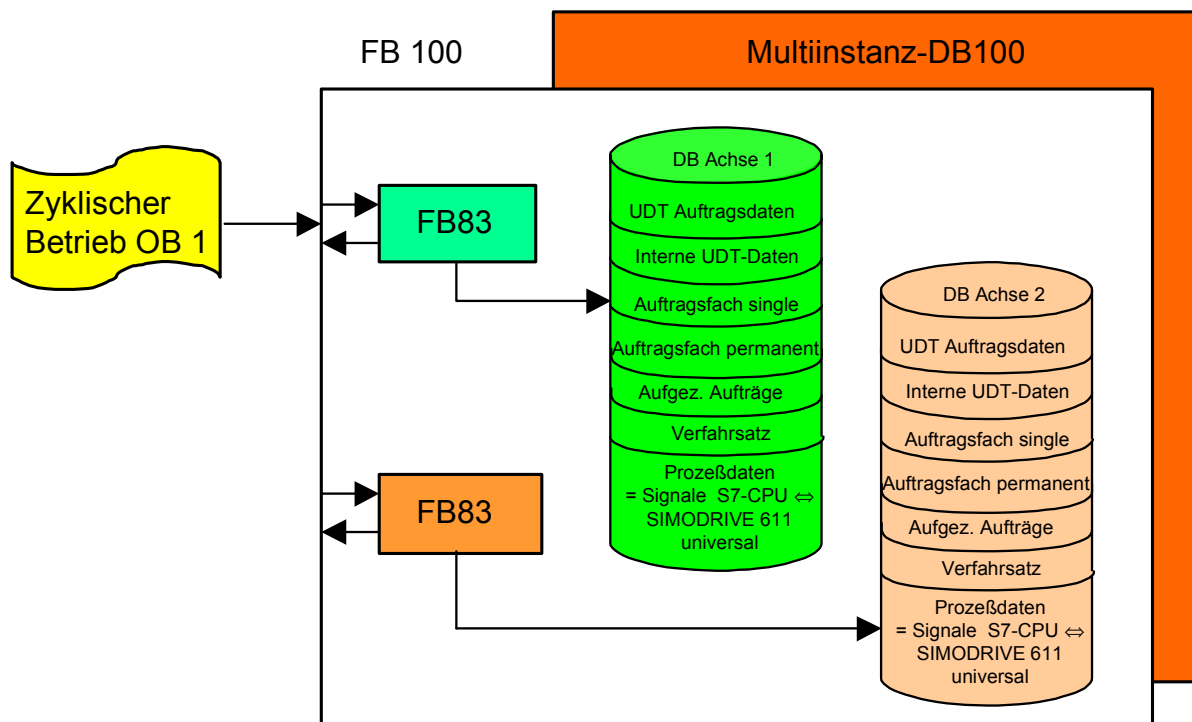 FB 100
Multiinstanz-DB100
Zyklischer
Betrieb OB 1
FB83
DB Achse 1
UDT Auftragsdaten
Interne UDT-Daten
Auftragsfach single
Auftragsfach permanent
Aufgez. Aufträge
Verfahrsatz
Prozeßdaten
= Signale S7-CPU ⇔
SIMODRIVE 611
universal
FB83
DB Achse 2
UDT Auftragsdaten
Interne UDT-Daten
Auftragsfach single
Auftragsfach permanent
Aufgez. Aufträge
Verfahrsatz
Prozeßdaten
= Signale S7-CPU ⇔
SIMODRIVE 611
universal